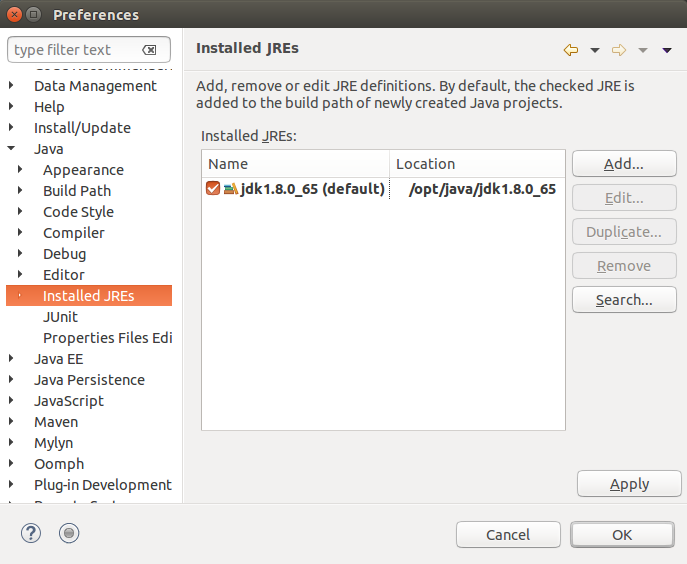 Preferences
type filter text
Installed JREs
Data Management
Help
Install/Update
Java
Appearance
Build Path
Code Style
Compiler
Debug
Editor
Installed JREs
JUnit
Properties Files Edi
Java EE
Java Persistence
JavaScript
Maven
Mylyn
Oomph
Plug-in Development
Add, remove or edit JRE definitions. By default, the checked JRE is
added to the build path of newly created Java projects.
Installed JREs:
Name Location
jdk1.8.0_65 (default) /opt/java/jdk1.8.0_65
Add...
Edit...
Duplicate...
Remove
Search...
Apply
Cancel
OK